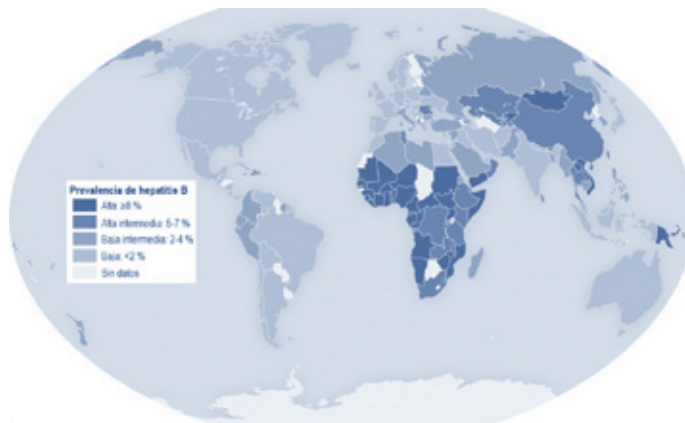 Prevalencia de hepatitis B
Alta: ≥8 %
Alta intermedia: 5-7 %
Baja intermedia: 2-4 %
Baja: <2 %
Sin datos